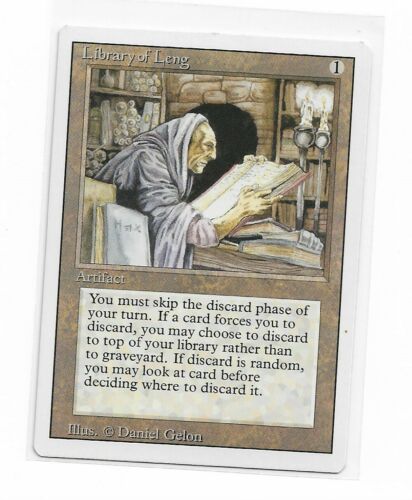 Library of Leng
1
Artifact
You must skip the discard phase of
your turn. If a card forces you to
discard, you may choose to discard
to top of your library rather than
to graveyard. If discard is random,
you may look at card before
deciding where to discard it.
Illus. © Daniel Gelon